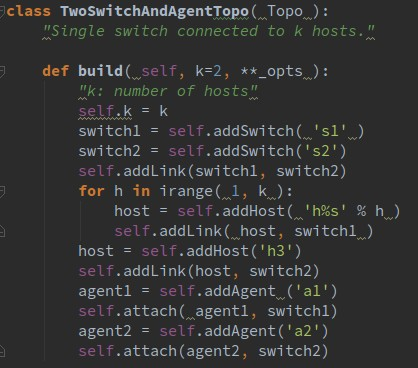 class TwoSwitchAndAgentTopo( Topo ):
    "Single switch connected to k hosts."

    def build( self, k=2, **_opts ):
        "k: number of hosts"
        self.k = k
        switch1 = self.addSwitch( 's1' )
        switch2 = self.addSwitch('s2')
        self.addLink(switch1, switch2)
        for h in irange( 1, k ):
            host = self.addHost( 'h%s' % h )
            self.addLink( host, switch1 )
        host = self.addHost('h3')
        self.addLink(host, switch2)
        agent1 = self.addAgent ('a1')
        self.attach( agent1, switch1)
        agent2 = self.addAgent('a2')
        self.attach(agent2, switch2)